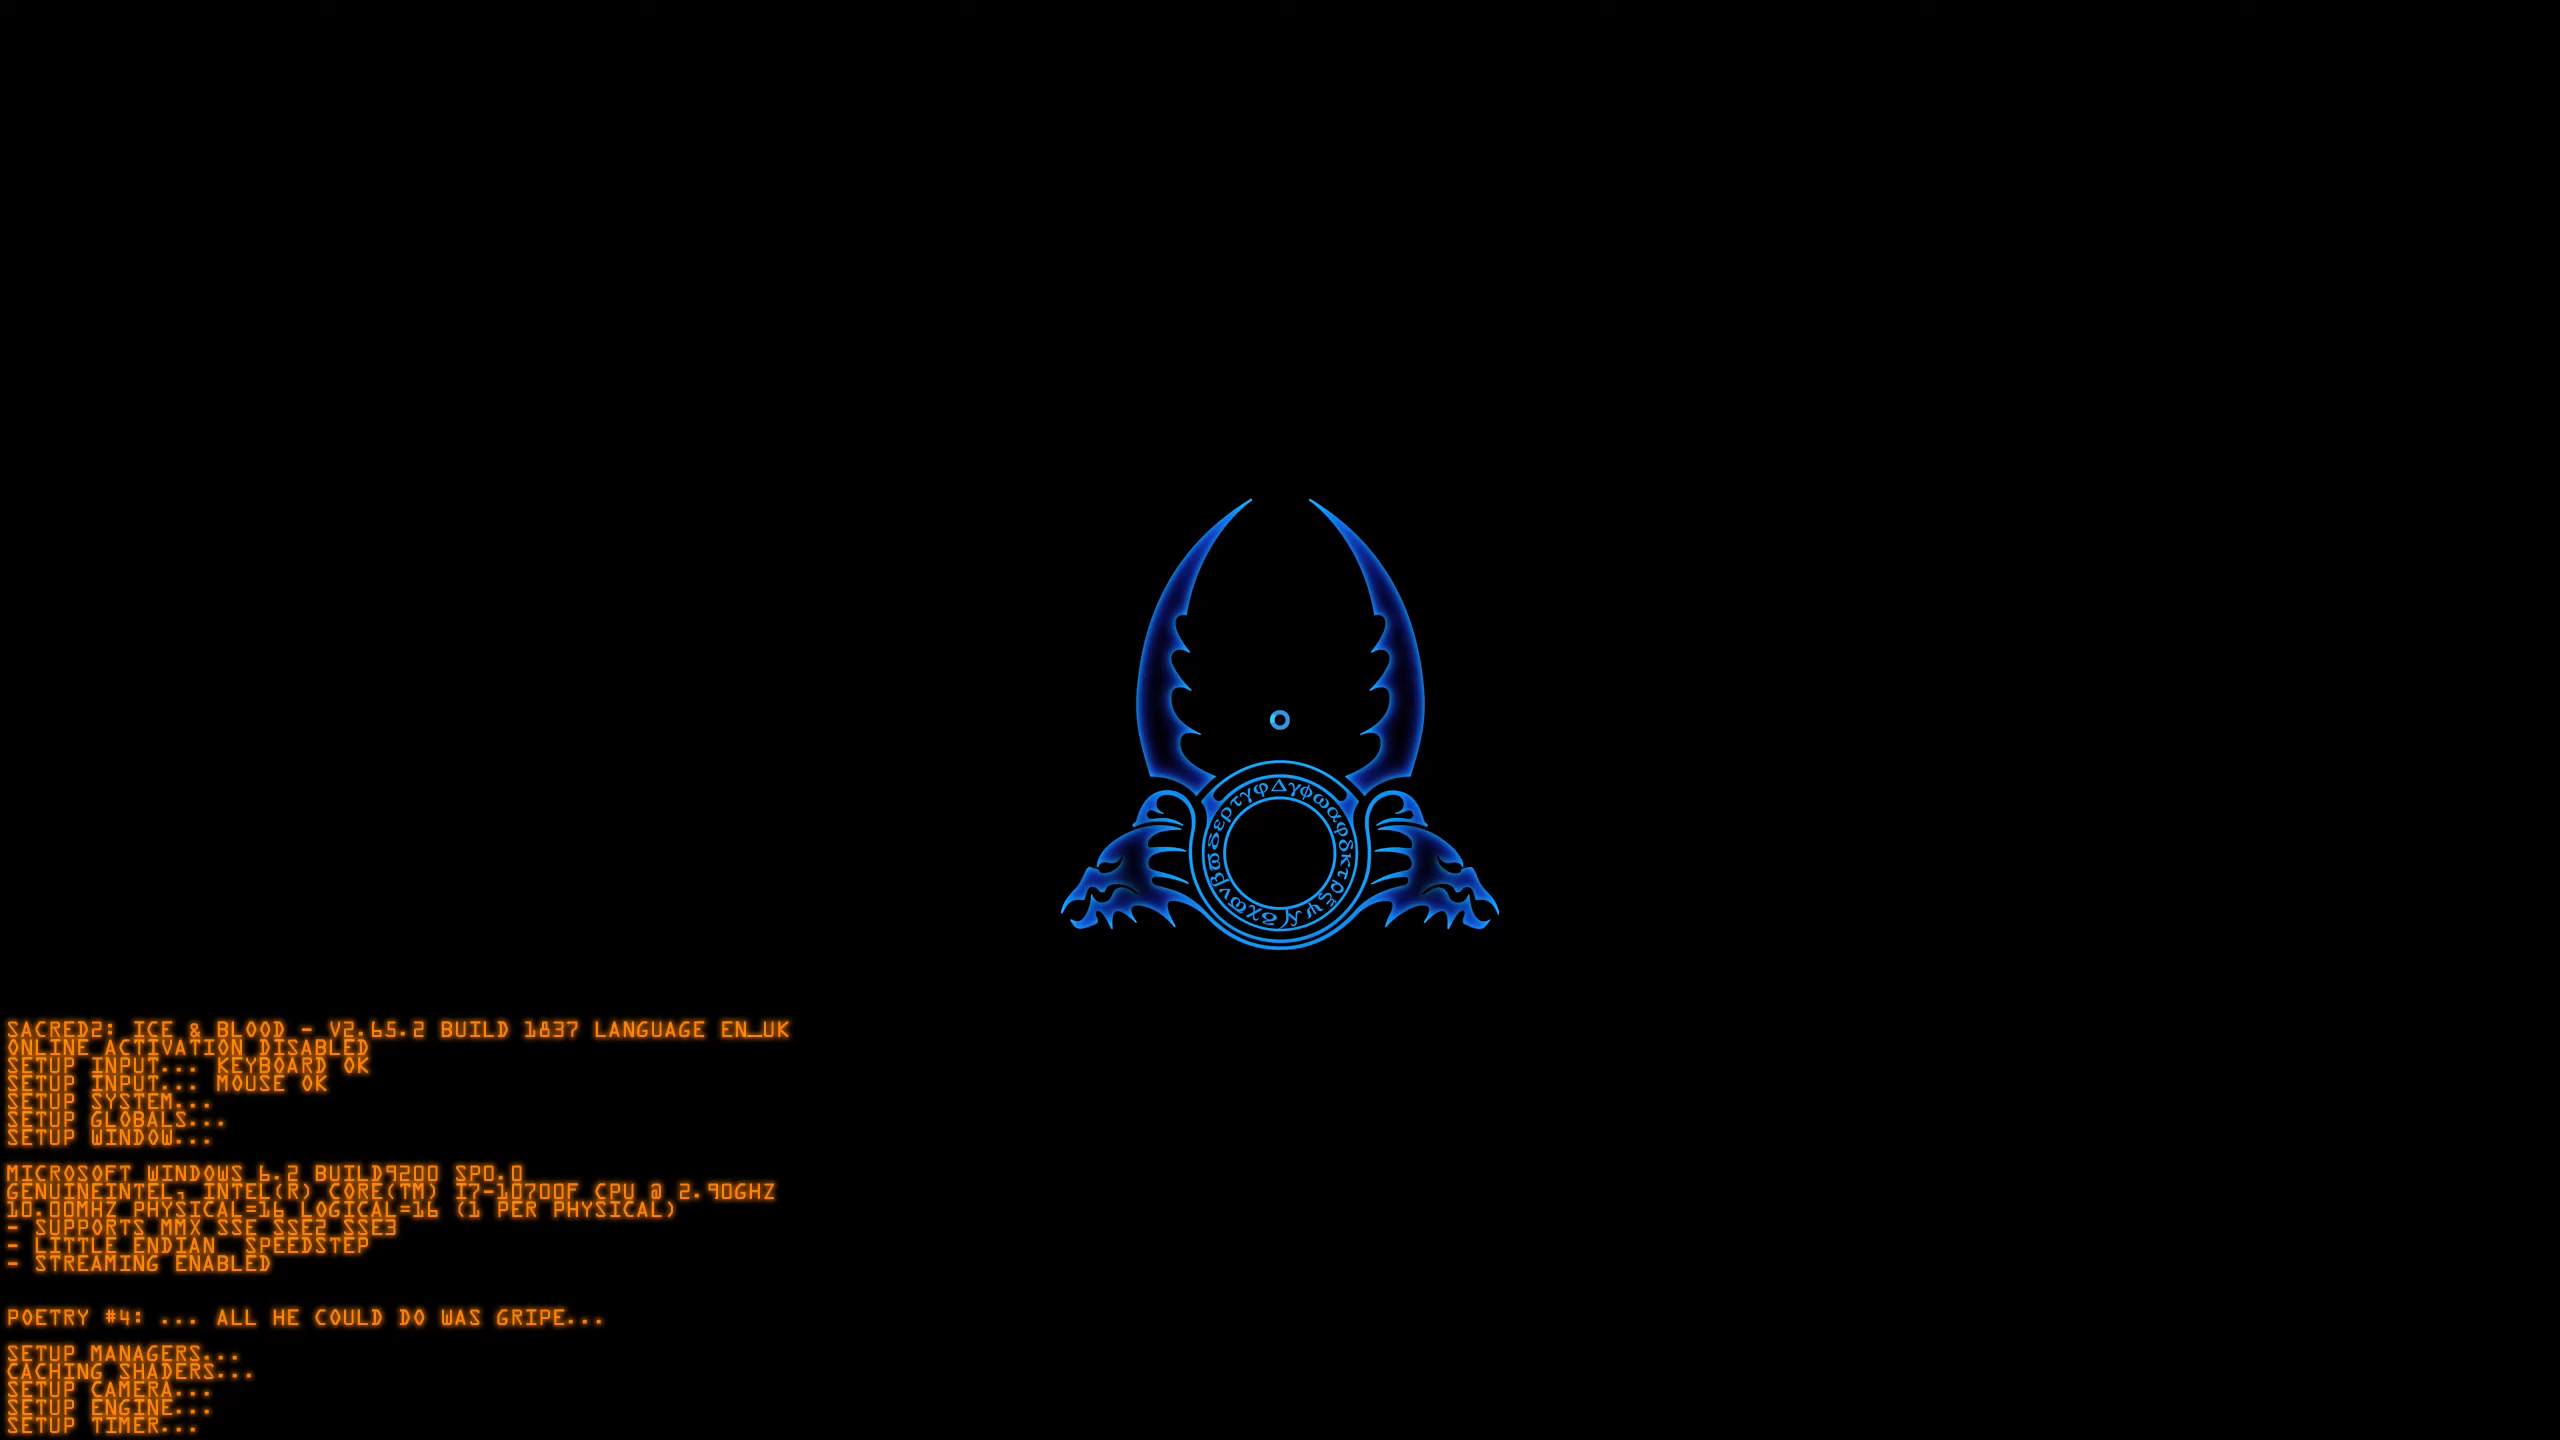 SACRED2: ICE & BLOOD - V2.65.2 BUILD 1837 LANGUAGE EN_UK
ONLINE ACTIVATION DISABLED
SETUP INPUT... KEYBOARD OK
SETUP INPUT... MOUSE OK
SETUP SYSTEM...
SETUP GLOBALS...
SETUP WINDOW...
MICROSOFT WINDOWS 6.2 BUILD9200 SP0.0
GENUINEINTEL, INTEL(R) CORE(TM) I7-10700F CPU @ 2.90GHZ
10.00MHZ PHYSICAL=16 LOGICAL=16 (1 PER PHYSICAL)
- SUPPORTS MMX SSE SSE2 SSE3
- LITTLE ENDIAN  SPEEDSTEP
- STREAMING ENABLED
POETRY #4: ... ALL HE COULD DO WAS GRIPE...
SETUP MANAGERS...
CACHING SHADERS...
SETUP CAMERA...
SETUP ENGINE...
SETUP TIMER...